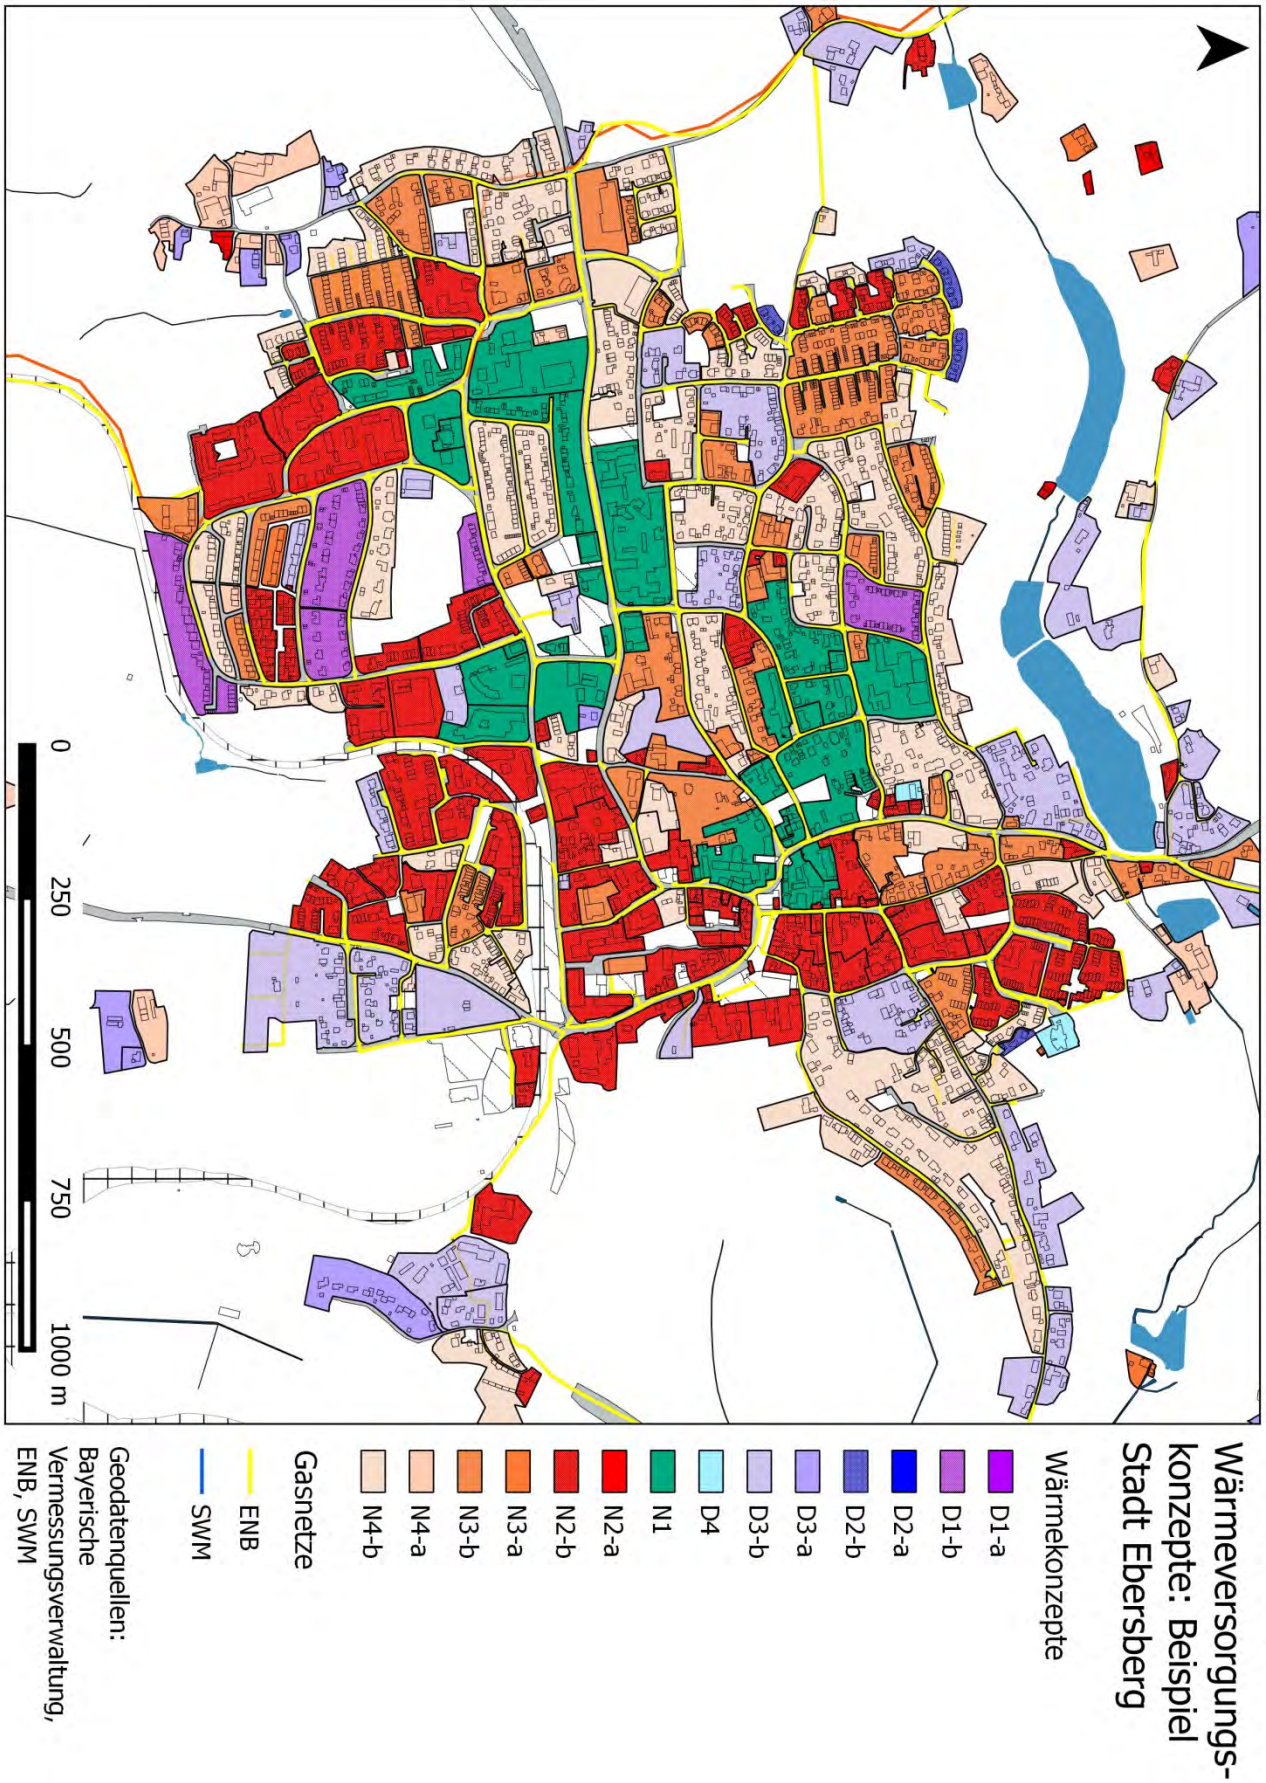 Wärmeversorgungs-
konzepte: Beispiel
Stadt Ebersberg
Wärmekonzepte
D1-a
D1-b
D2-a
D2-b
D3-a
D3-b
D4
N1
N2-a
N2-b
N3-a
N3-b
N4-a
N4-b
Gasnetze
ENB
SWM
Geodatenquellen:
Bayerische
Vermessungsverwaltung,
ENB, SWM
0 250 500 750 1000 m